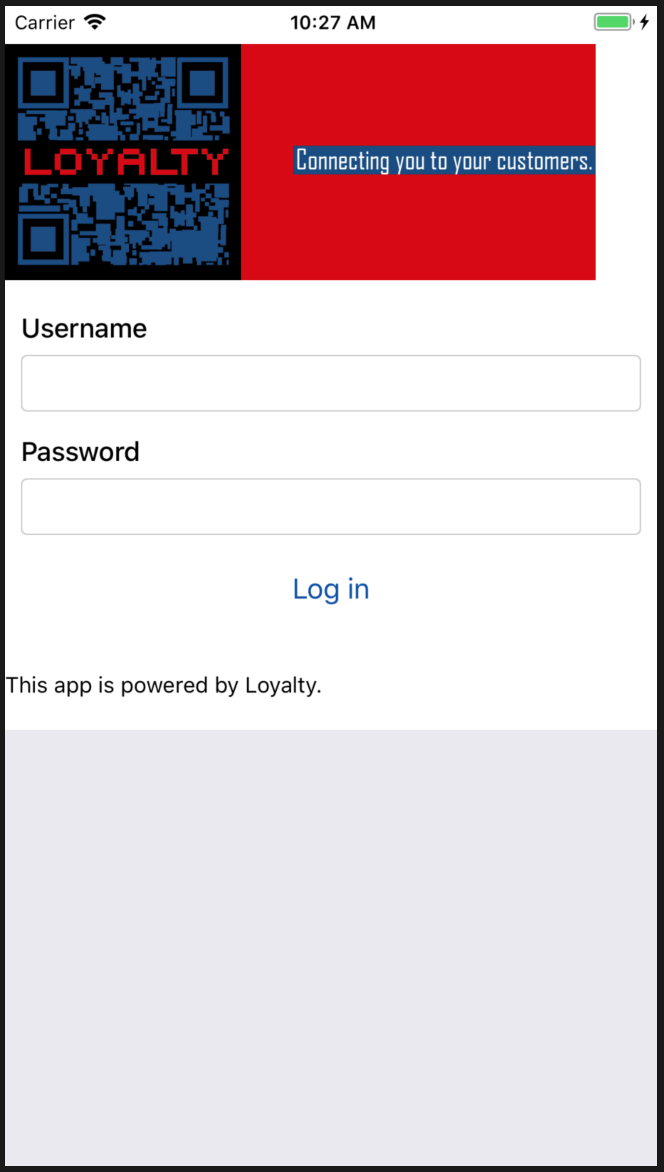 Carrier 10:27 AM
LOYALTY
Connecting you to your customers.
Username
Password
Log in
This app is powered by Loyalty.